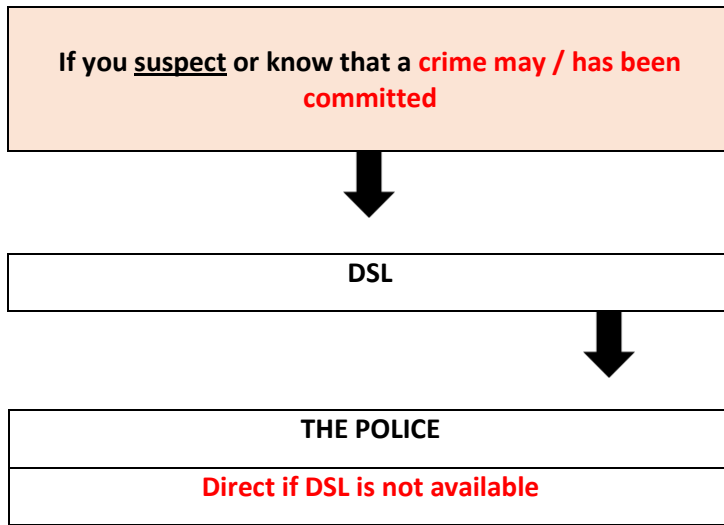 If you suspect or know that a crime may / has been
committed
DSL
THE POLICE
Direct if DSL is not available